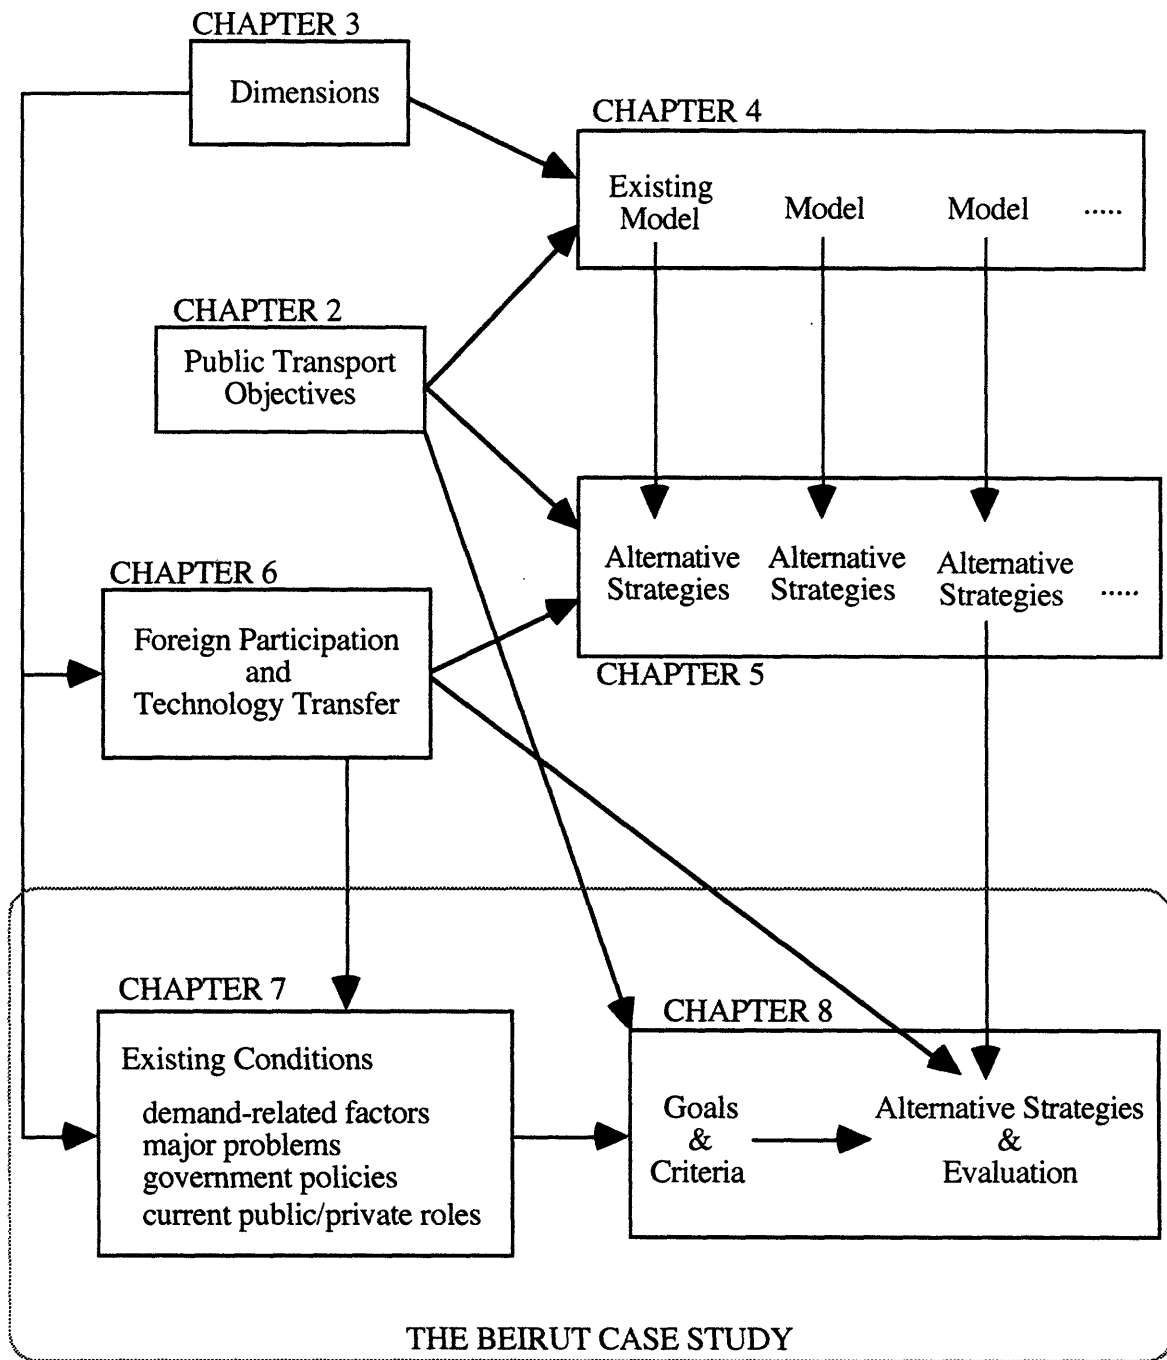 CHAPTER 3
Dimensions
CHAPTER 4
Existing
Model
Model
Model
.....
CHAPTER 2
Public Transport
Objectives
Alternative
Strategies
Alternative
Strategies
Alternative
Strategies
.....
CHAPTER 5
CHAPTER 6
Foreign Participation
and
Technology Transfer
CHAPTER 7
Existing Conditions
demand-related factors
major problems
government policies
current public/private roles
CHAPTER 8
Goals
&
Criteria
Alternative Strategies
&
Evaluation
THE BEIRUT CASE STUDY